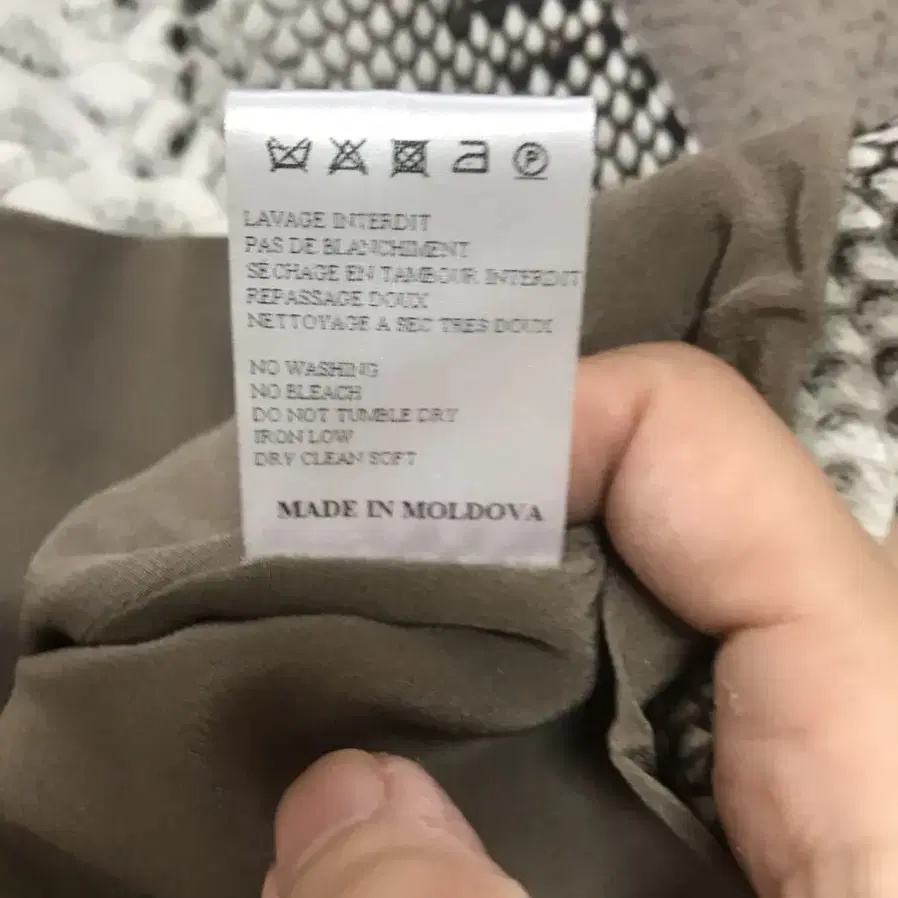 P
LAVAGE INTERDIT
PAS DE BLANCHIMENT
SÉCHAGE EN TAMBOUR INTERDIT
REPASSAGE DOUX
NETTOYAGE A SEC TRES DOUX
NO WASHING
NO BLEACH
DO NOT TUMBLE DRY
IRON LOW
DRY CLEAN SOFT
MADE IN MOLDOVA